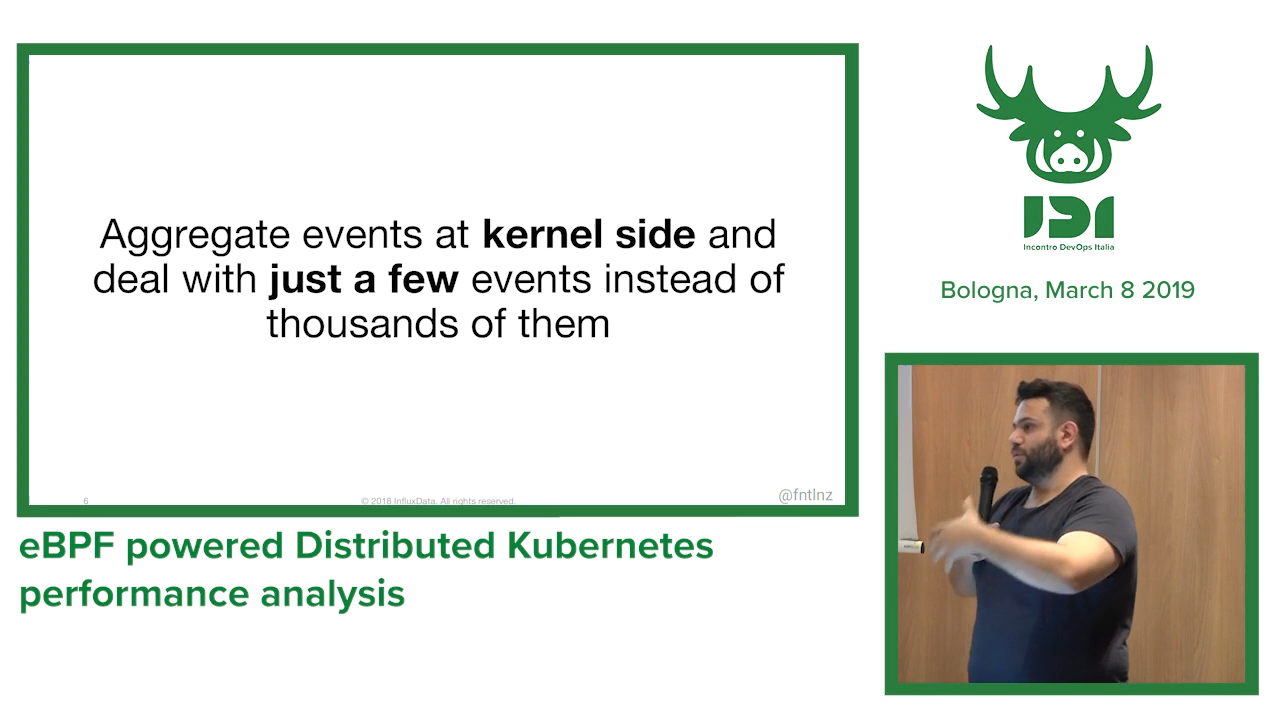 Aggregate events at kernel side and
deal with just a few events instead of
thousands of them
6
© 2018 InfluxData. All rights reserved.
@fntlnz
eBPF powered Distributed Kubernetes
performance analysis
IDI
Incontro DevOps Italia
Bologna, March 8 2019